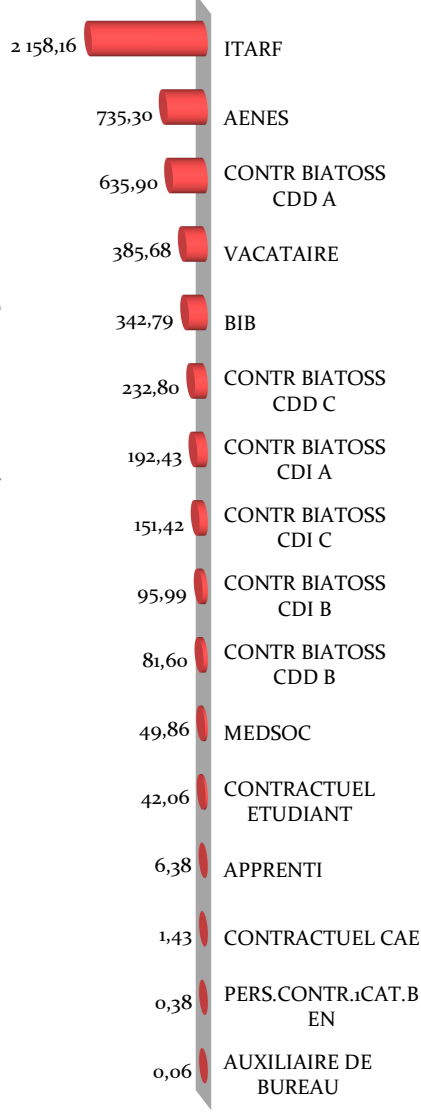 2 158,16 ITARF
735,30 AENES
635,90 CONTR BIATOSS
CDD A
385,68 VACATAIRE
342,79 BIB
232,80 CONTR BIATOSS
CDD C
192,43 CONTR BIATOSS
CDI A
151,42 CONTR BIATOSS
CDI C
95,99 CONTR BIATOSS
CDI B
81,60 CONTR BIATOSS
CDD B
49,86 MEDSOC
42,06 CONTRACTUEL
ETUDIANT
6,38 APPRENTI
1,43 CONTRACTUEL CAE
0,38 PERS.CONTR.1CAT.B
EN
0,06 AUXILIAIRE DE
BUREAU